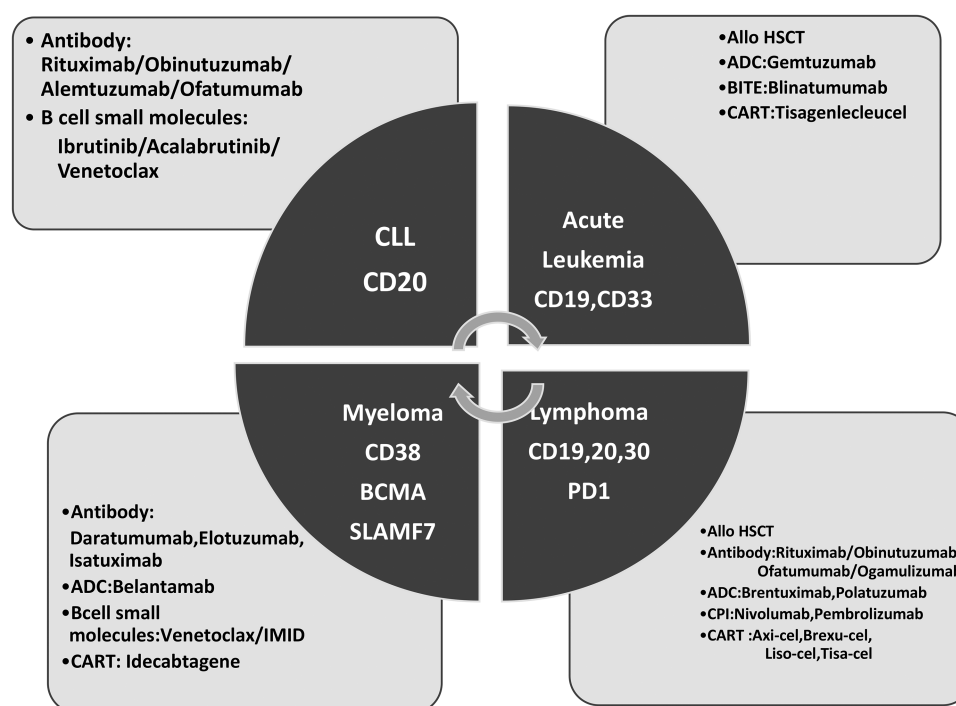 • Antibody:
Rituximab/Obinutuzumab/
Alemtuzumab/Ofatumumab
• B cell small molecules:
Ibrutinib/Acalabrutinib/
Venetoclax
•Allo HSCT
•ADC:Gemtuzumab
•BITE:Blinatumumab
•CART:Tisagenlecleucel
CLL
CD20
Acute
Leukemia
CD19,CD33
Myeloma
CD38
BCMA
SLAMF7
Lymphoma
CD19,20,30
PD1
•Antibody:
Daratumumab,Elotuzumab,
Isatuximab
•ADC:Belantamab
•Bcell small
molecules:Venetoclax/IMID
•CART: Idecabtagene
•Allo HSCT
•Antibody:Rituximab/Obinutuzumab
Ofatumumab/Ogamulizumab
•ADC:Brentuximab,Polatuzumab
•CPI:Nivolumab,Pembrolizumab
•CART :Axi-cel,Brexu-cel,
Liso-cel,Tisa-cel